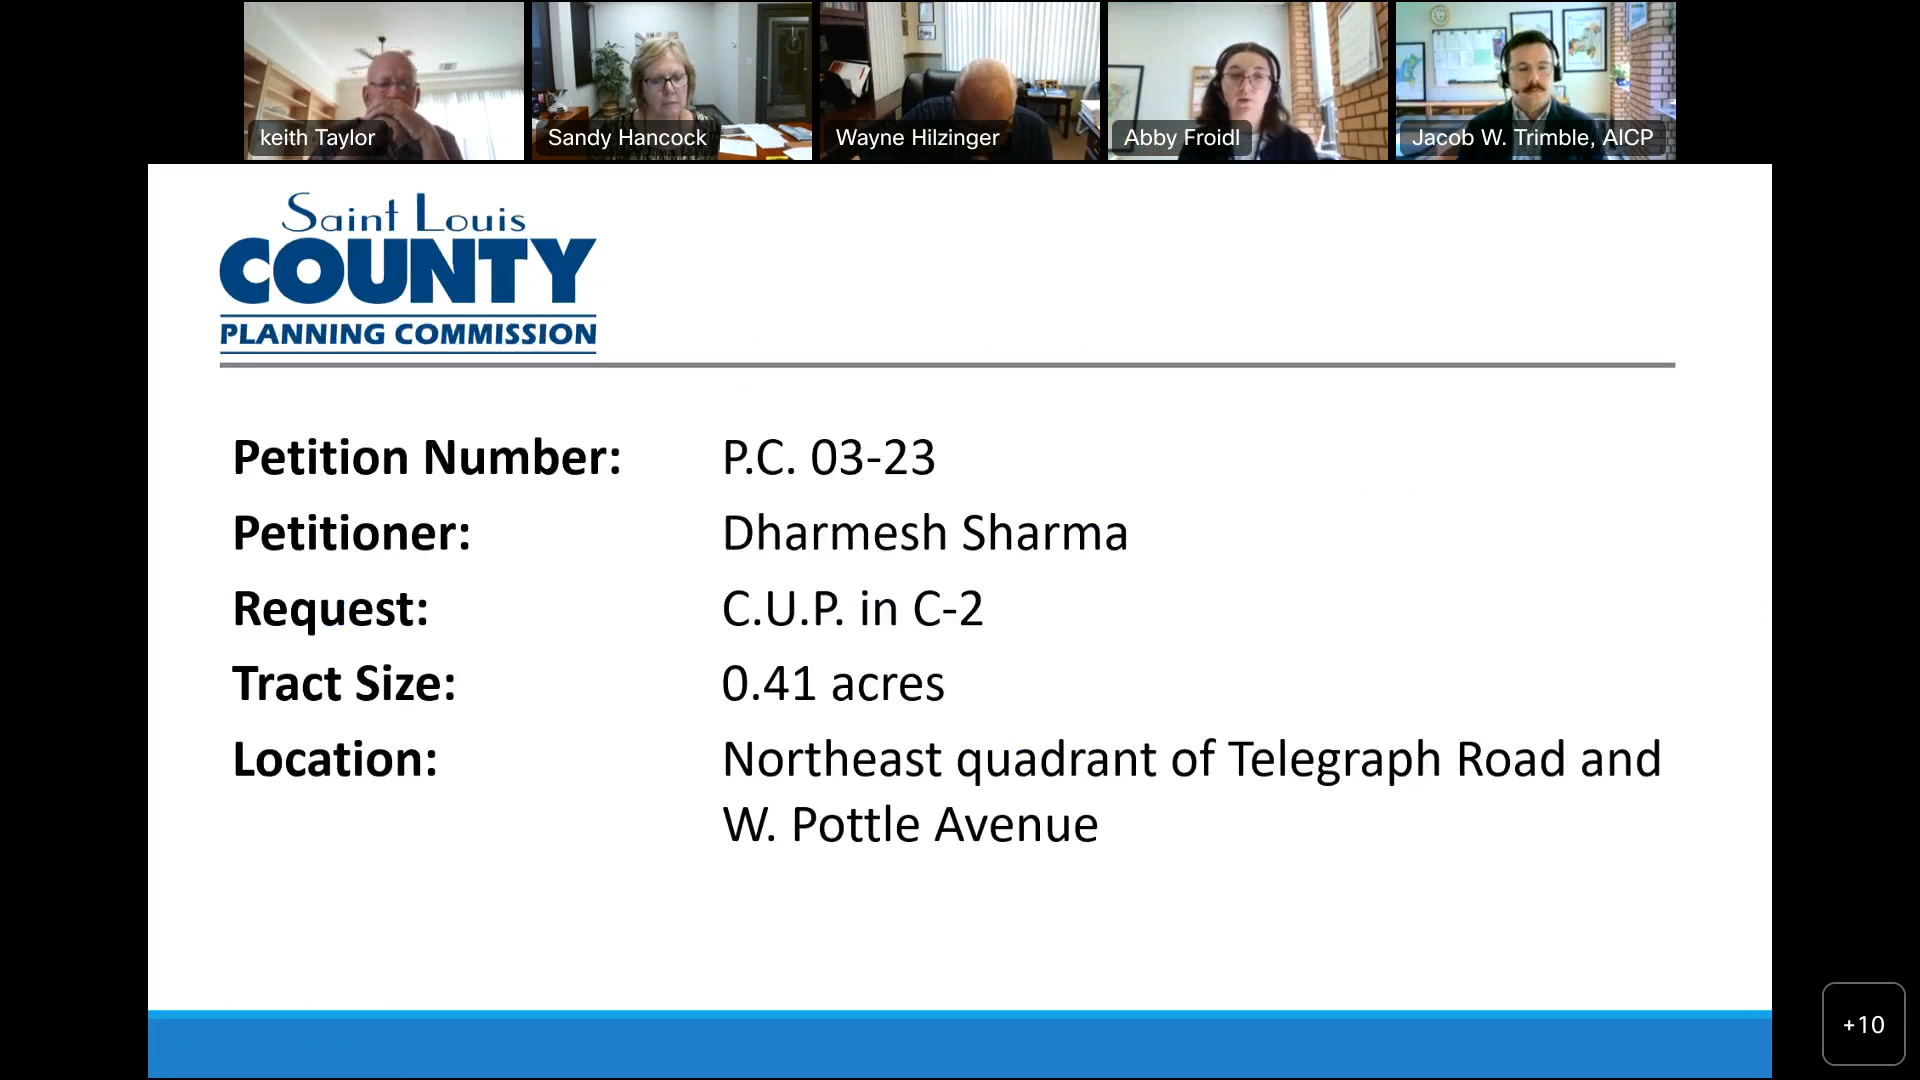 keith Taylor
Sandy Hancock
Wayne Hilzinger
Abby Froidl
Jacob W. Trimble, AICP
Saint Louis
COUNTY
PLANNING COMMISSION
Petition Number: P.C. 03-23
Petitioner: Dharmesh Sharma
Request: C.U.P. in C-2
Tract Size: 0.41 acres
Location: Northeast quadrant of Telegraph Road and
W. Pottle Avenue
+10